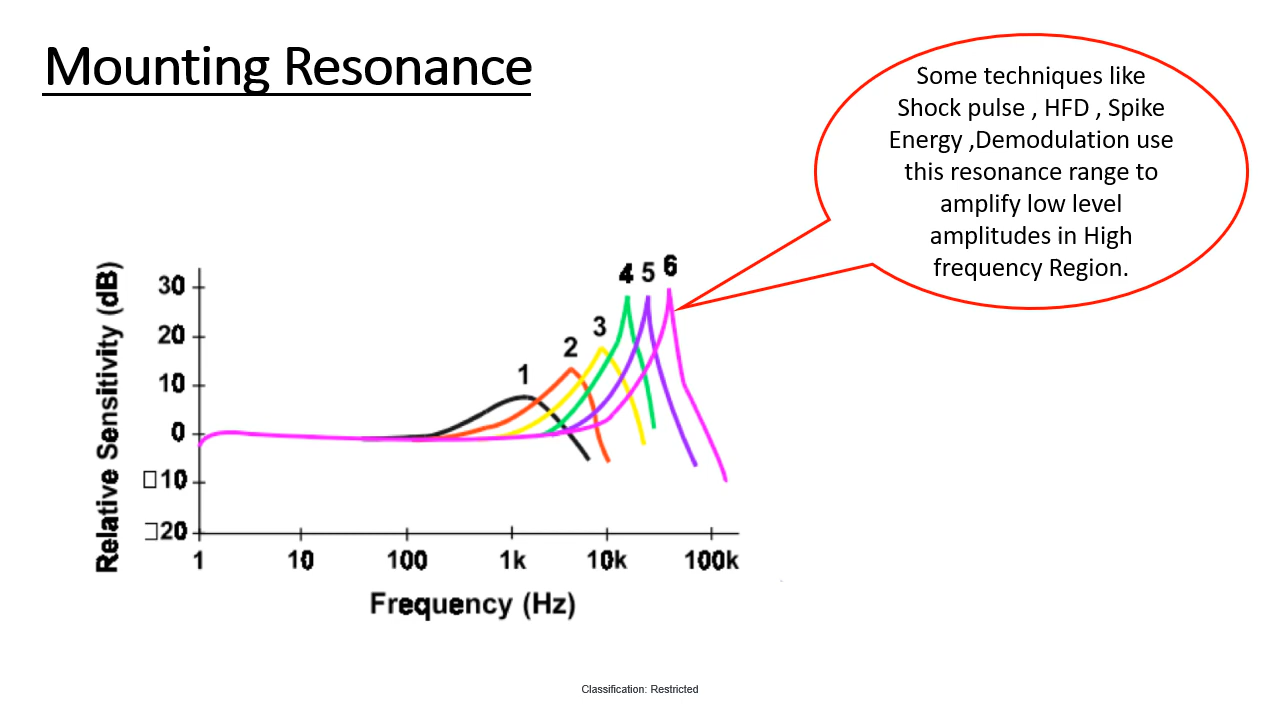 Mounting Resonance
Some techniques like
Shock pulse , HFD , Spike
Energy ,Demodulation use
this resonance range to
amplify low level
amplitudes in High
frequency Region.
Relative Sensitivity (dB)
30
20
10
0
□10
□20
1
2
3
4
5
6
1
10
100
1k
10k
100k
Frequency (Hz)
Classification: Restricted